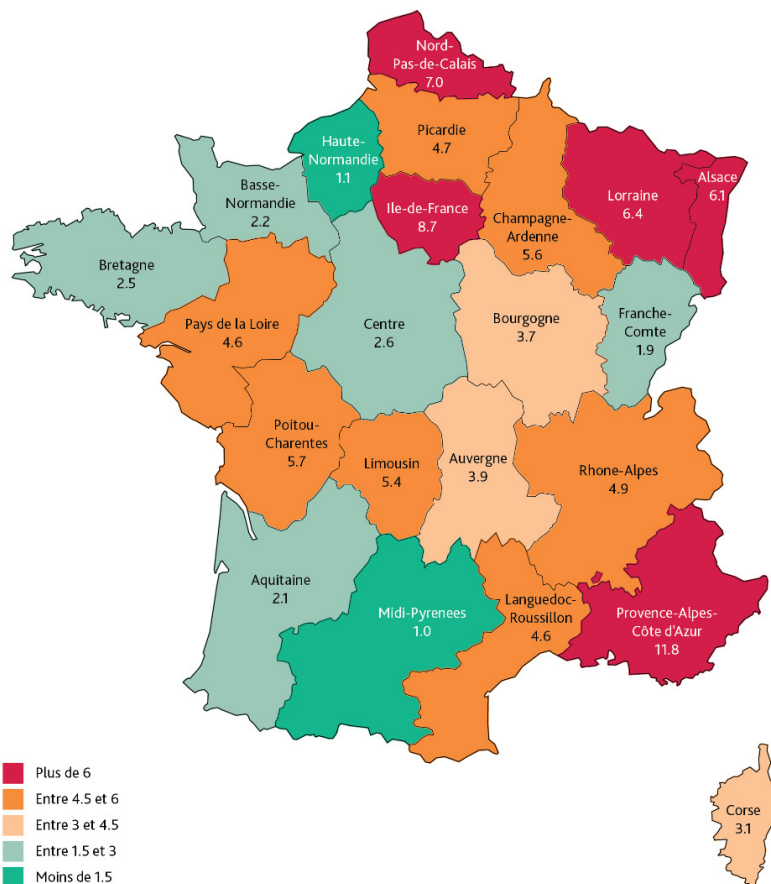 Nord-
Pas-de-Calais
7.0
Picardie
4.7
Haute-
Normandie
1.1
Basse-
Normandie
2.2
Ile-de-France
8.7
Champagne-
Ardenne
5.6
Lorraine
6.4
Alsace
6.1
Bretagne
2.5
Pays de la Loire
4.6
Centre
2.6
Bourgogne
3.7
Franche-
Comte
1.9
Poitou-
Charentes
5.7
Limousin
5.4
Auvergne
3.9
Rhone-Alpes
4.9
Aquitaine
2.1
Midi-Pyrenees
1.0
Languedoc-
Roussillon
4.6
Provence-Alpes-
Côte d'Azur
11.8
Corse
3.1
Plus de 6
Entre 4.5 et 6
Entre 3 et 4.5
Entre 1.5 et 3
Moins de 1.5